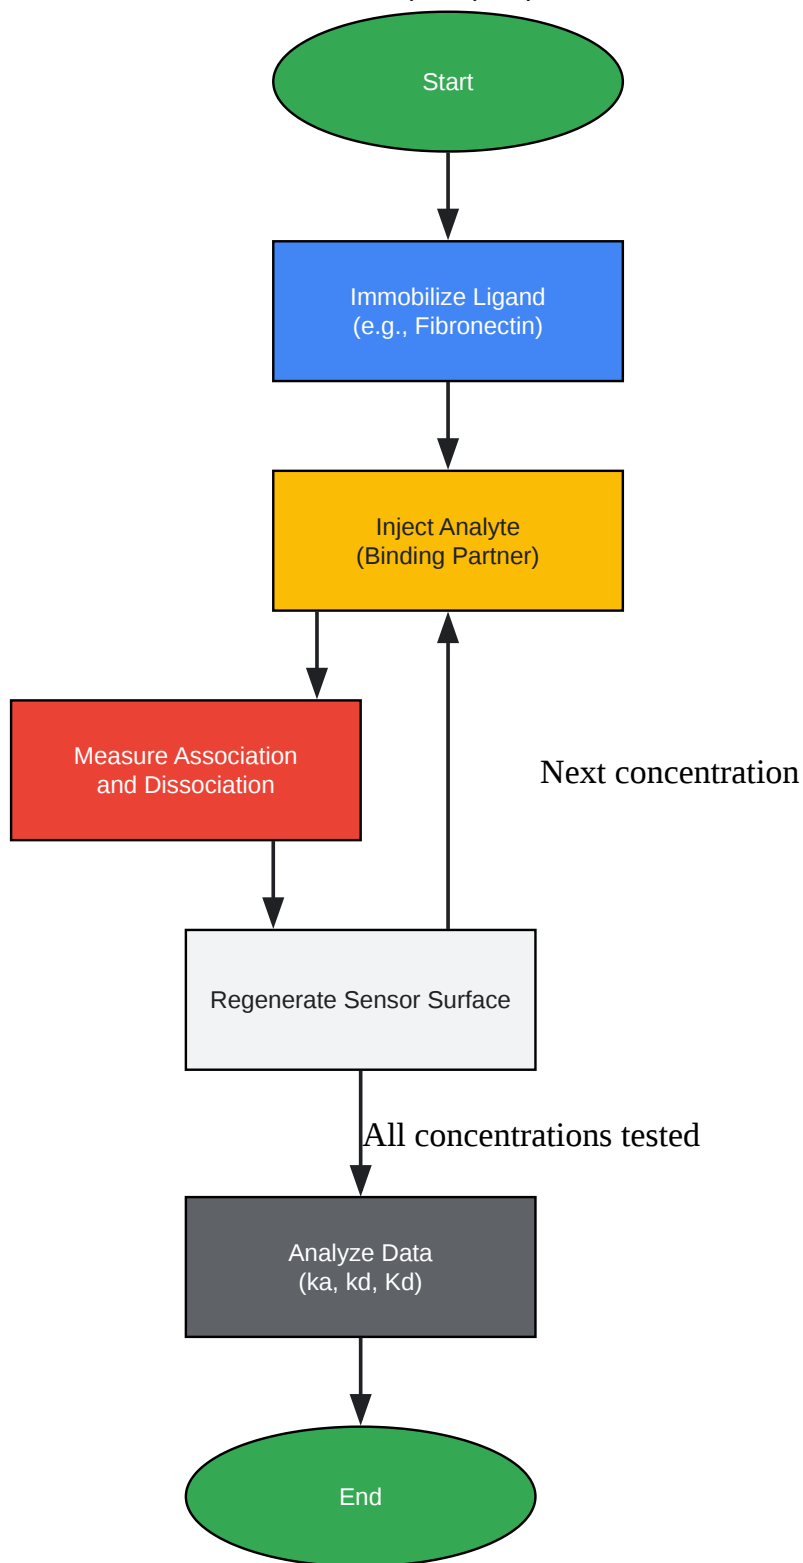 Start
Immobilize Ligand
(e.g., Fibronectin)
Inject Analyte
(Binding Partner)
Measure Association
and Dissociation
Next concentration
Regenerate Sensor Surface
All concentrations tested
Analyze Data
(ka, kd, Kd)
End